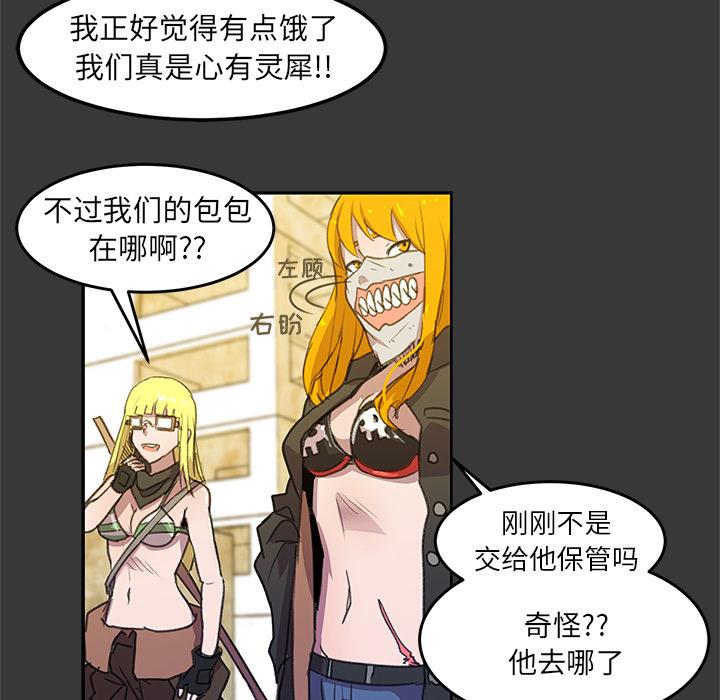 我正好觉得有点饿了
我们真是心有灵犀!!
不过我们的包包
在哪啊??
左顾
右盼
刚刚不是
交给他保管吗
奇怪??
他去哪了